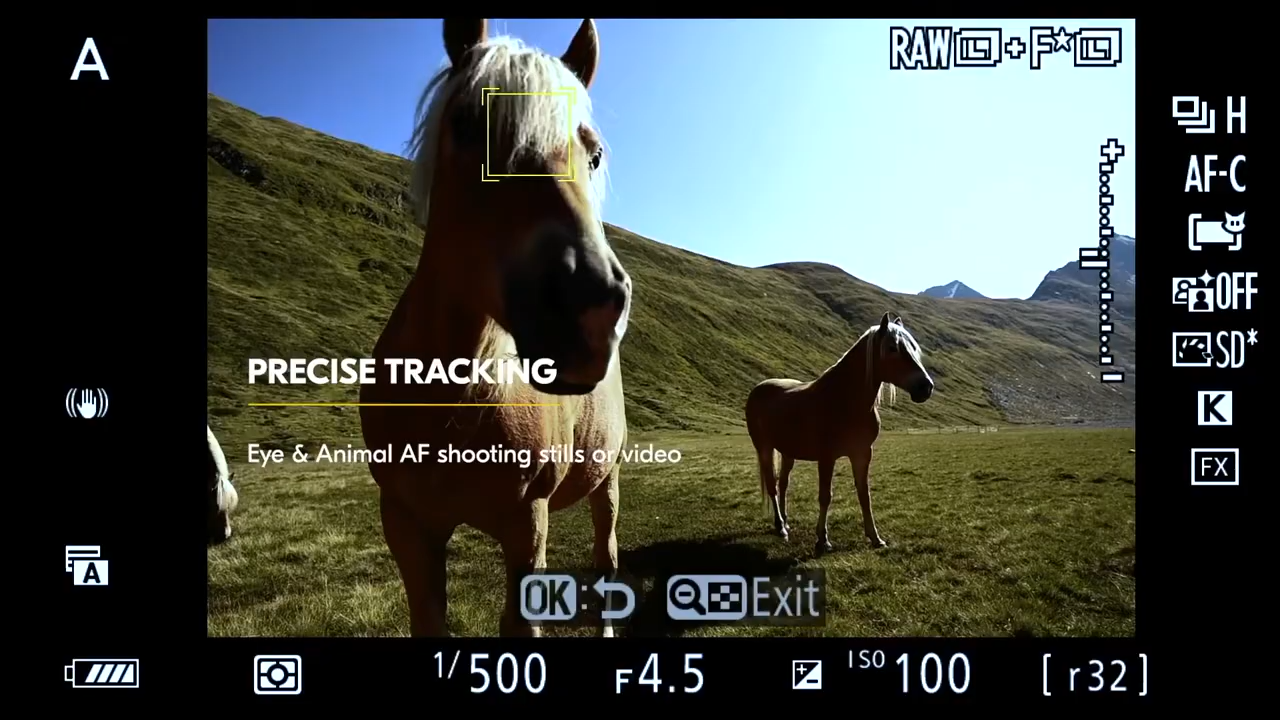 A
RAW L + F★ L
H
AF-C
OFF
SD*
K
FX
PRECISE TRACKING
Eye & Animal AF shooting stills or video
A
OK : Exit
1/500 F4.5 ISO 100 [ r32 ]